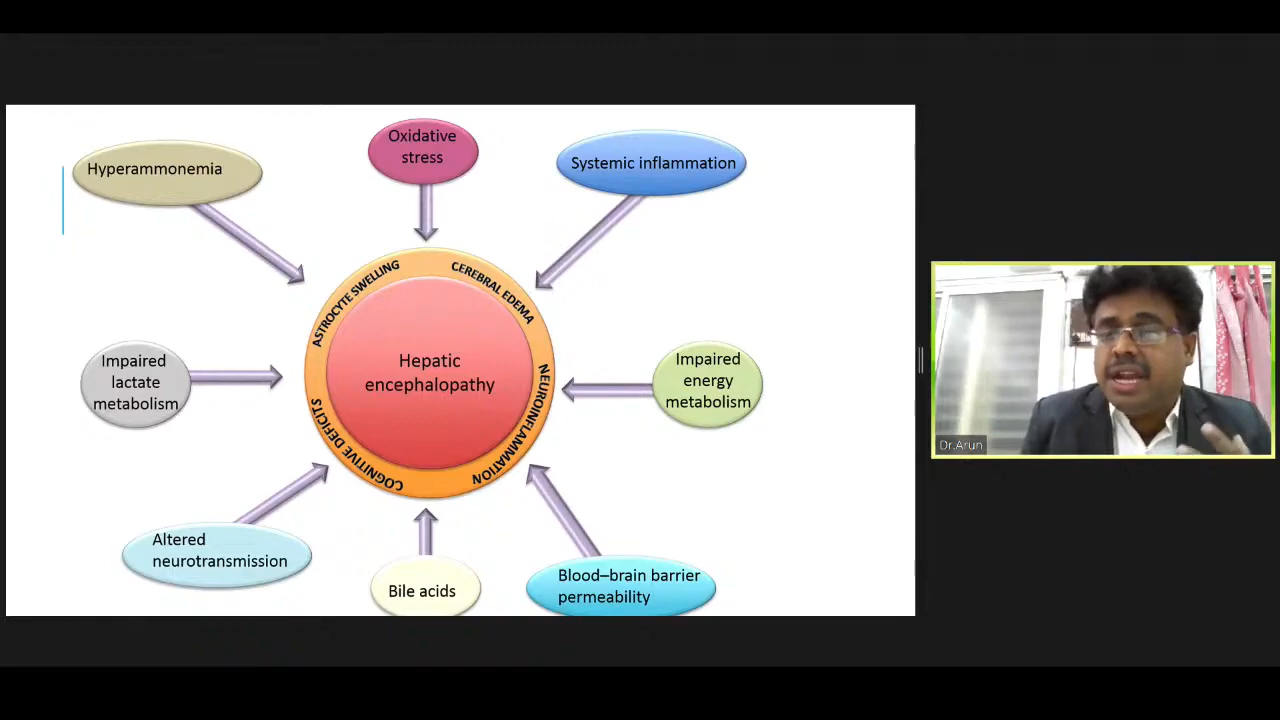 Oxidative
stress
Hyperammonemia
Systemic inflammation
ASTROCYTE SWELLING
CEREBRAL EDEMA
Hepatic
encephalopathy
Impaired
lactate
metabolism
Impaired
energy
metabolism
NEUROINFLAMMATION
COGNITIVE DEFICITS
Altered
neurotransmission
Bile acids
Blood–brain barrier
permeability
Dr.Arun